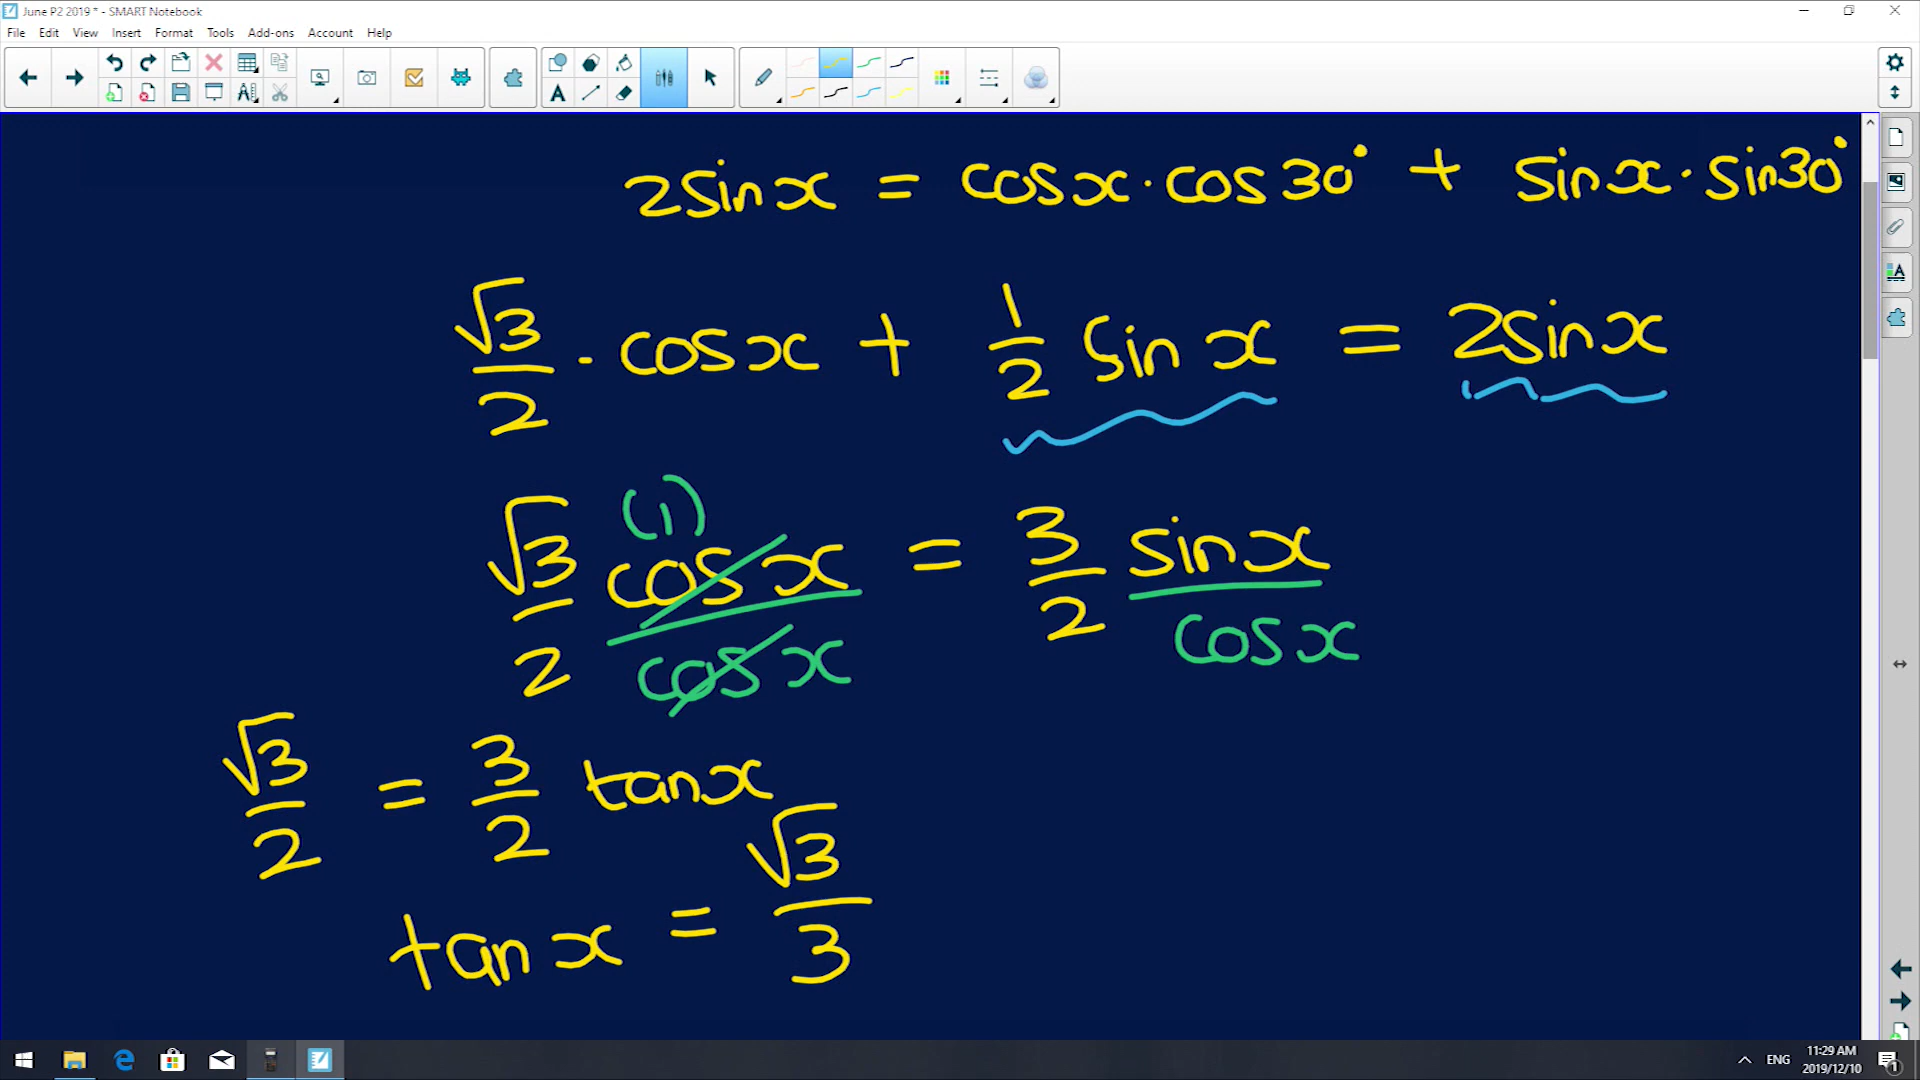 June P2 2019 * - SMART Notebook
File Edit View Insert Format Tools Add-ons Account Help
2sinx = cosx · cos30° + sinx · sin30°
√3/2 · cosx + 1/2 sin x = 2sinx
(1)
√3/2 cosx/cosx = 3/2 sinx/cosx
√3/2 = 3/2 tanx
tanx = √3/3
ENG
11:29 AM
2019/12/10
1